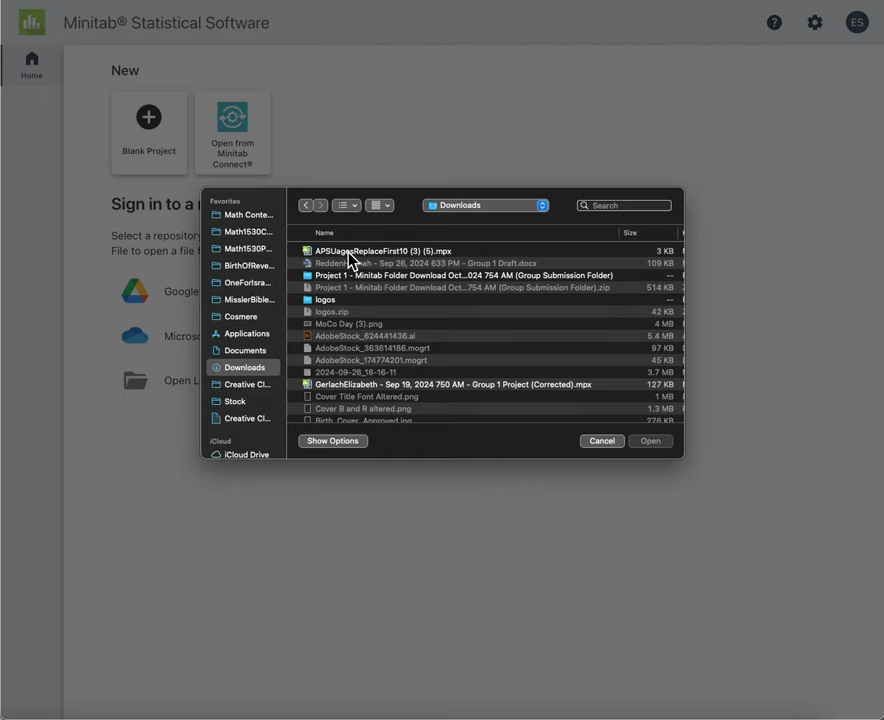 Minitab® Statistical Software
ES
Home
New
Blank Project
Open from
Minitab
Connect®
Sign in to a
Select a repository
File to open a file f
Google
Micros
Open L
Favorites
Math Conte...
Math1530C...
Math1530P...
BirthOfReve...
OneForIsra...
MisslerBible...
Cosmere
Applications
Documents
Downloads
Creative Cl...
Stock
Creative Cl...
iCloud
iCloud Drive
Downloads
Search
Name Size
APSUagesReplaceFirst10 (3) (5).mpx 3 KB
- Sep 26, 2024 633 PM - Group 1 Draft.docx 109 KB
Project 1 - Minitab Folder Download Oct...024 754 AM (Group Submission Folder) --
Project 1 - Minitab Folder Download Oct...754 AM (Group Submission Folder).zip 514 KB
logos --
logos.zip 42 KB
MoCo Day (3).png 4 MB
AdobeStock_624441436.ai 5.4 MB
AdobeStock_363614186.mogrt 97 KB
AdobeStock_174774201.mogrt 45 KB
2024-09-26_18-16-11 3.7 MB
GerlachElizabeth - Sep 19, 2024 750 AM - Group 1 Project (Corrected).mpx 127 KB
Cover Title Font Altered.png 1 MB
Cover B and R altered.png 1.3 MB
Birth_Cover_Approved.jpg 276 KB
Show Options
Cancel
Open